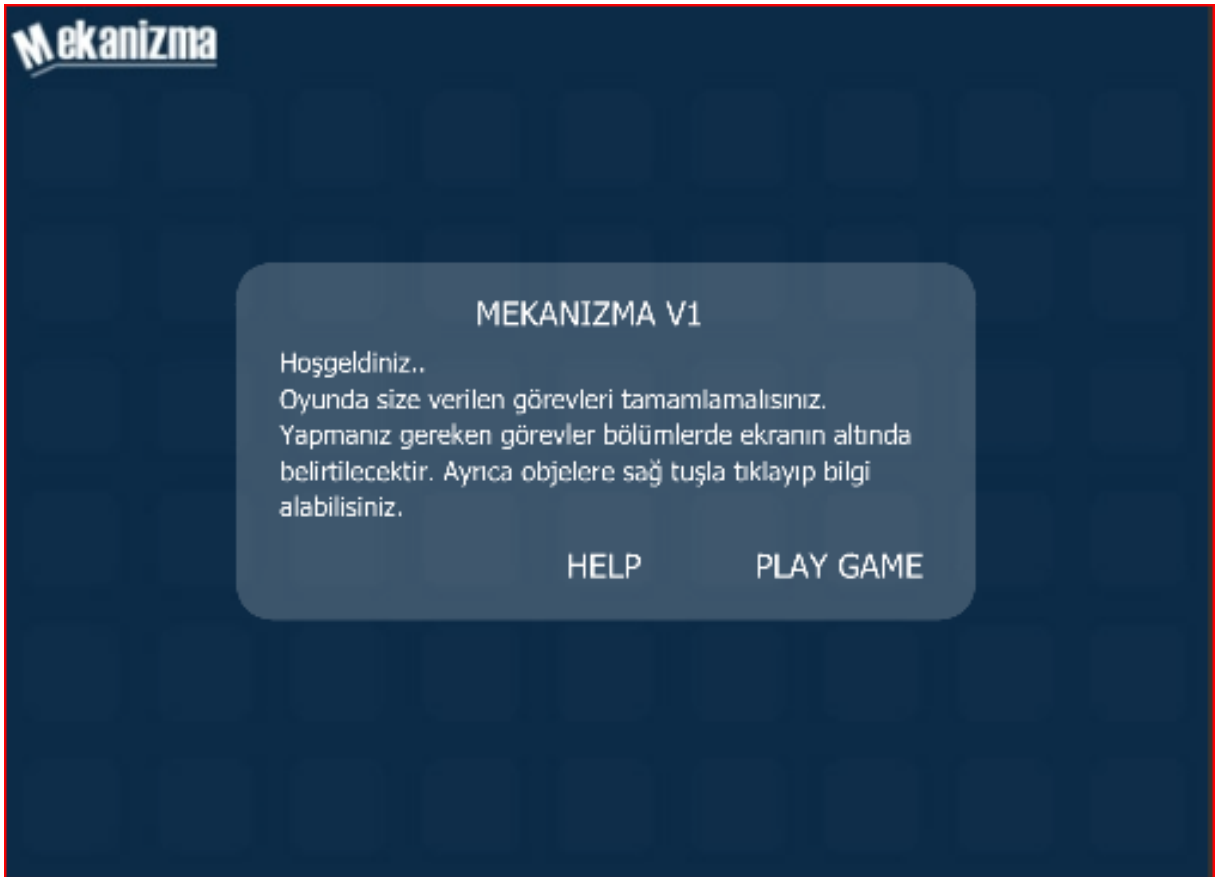 Mekanizma
MEKANIZMA V1
Hoşgeldiniz..
Oyunda size verilen görevleri tamamlamalısınız.
Yapmanız gereken görevler bölümlerde ekranın altında
belirtilecektir. Ayrıca objelere sağ tuşla tıklayıp bilgi
alabilisiniz.
HELP PLAY GAME